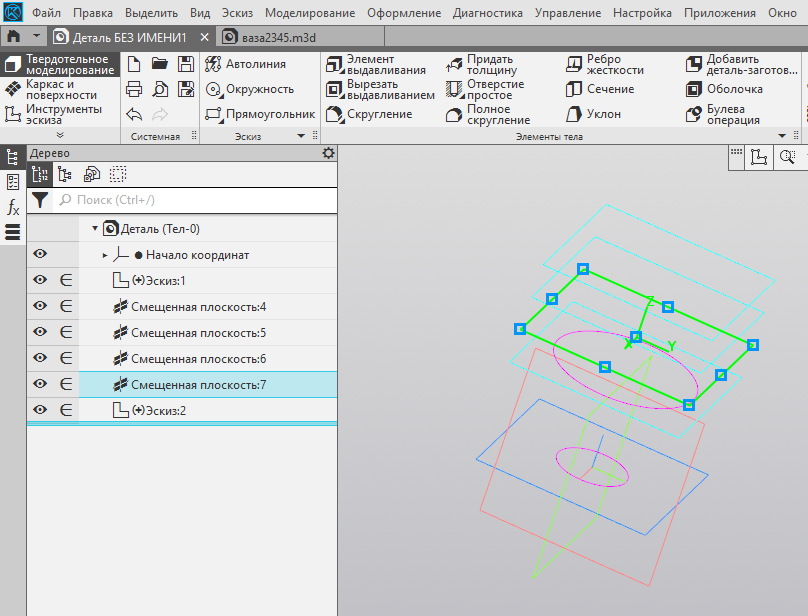 Файл Правка Выделить Вид Эскиз Моделирование Оформление Диагностика Управление Настройка Приложения Окно
Деталь БЕЗ ИМЕНИ1 ваза2345.m3d
Твердотельное
моделирование
Каркас и
поверхности
Инструменты
эскиза
Системная
Автолиния
Окружность
Прямоугольник
Эскиз
Элемент
выдавливания
Вырезать
выдавливанием
Скругление
Придать
толщину
Отверстие
простое
Полное
скругление
Ребро
жесткости
Сечение
Уклон
Добавить
деталь-заготов...
Оболочка
Булева
операция
Элементы тела
Дерево
Поиск (Ctrl+/)
Деталь (Тел-0)
Начало координат
(+)Эскиз:1
Смещенная плоскость:4
Смещенная плоскость:5
Смещенная плоскость:6
Смещенная плоскость:7
(+)Эскиз:2
Z
X Y